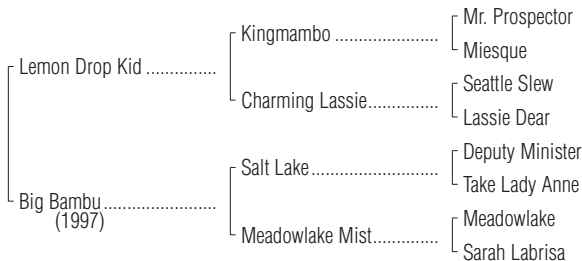 Mr. Prospector
Kingmambo ....................
Miesque
Lemon Drop Kid ..............
Seattle Slew
Charming Lassie..............
Lassie Dear
Deputy Minister
Salt Lake.........................
Take Lady Anne
Big Bambu ......................
(1997)
Meadowlake
Meadowlake Mist.............
Sarah Labrisa